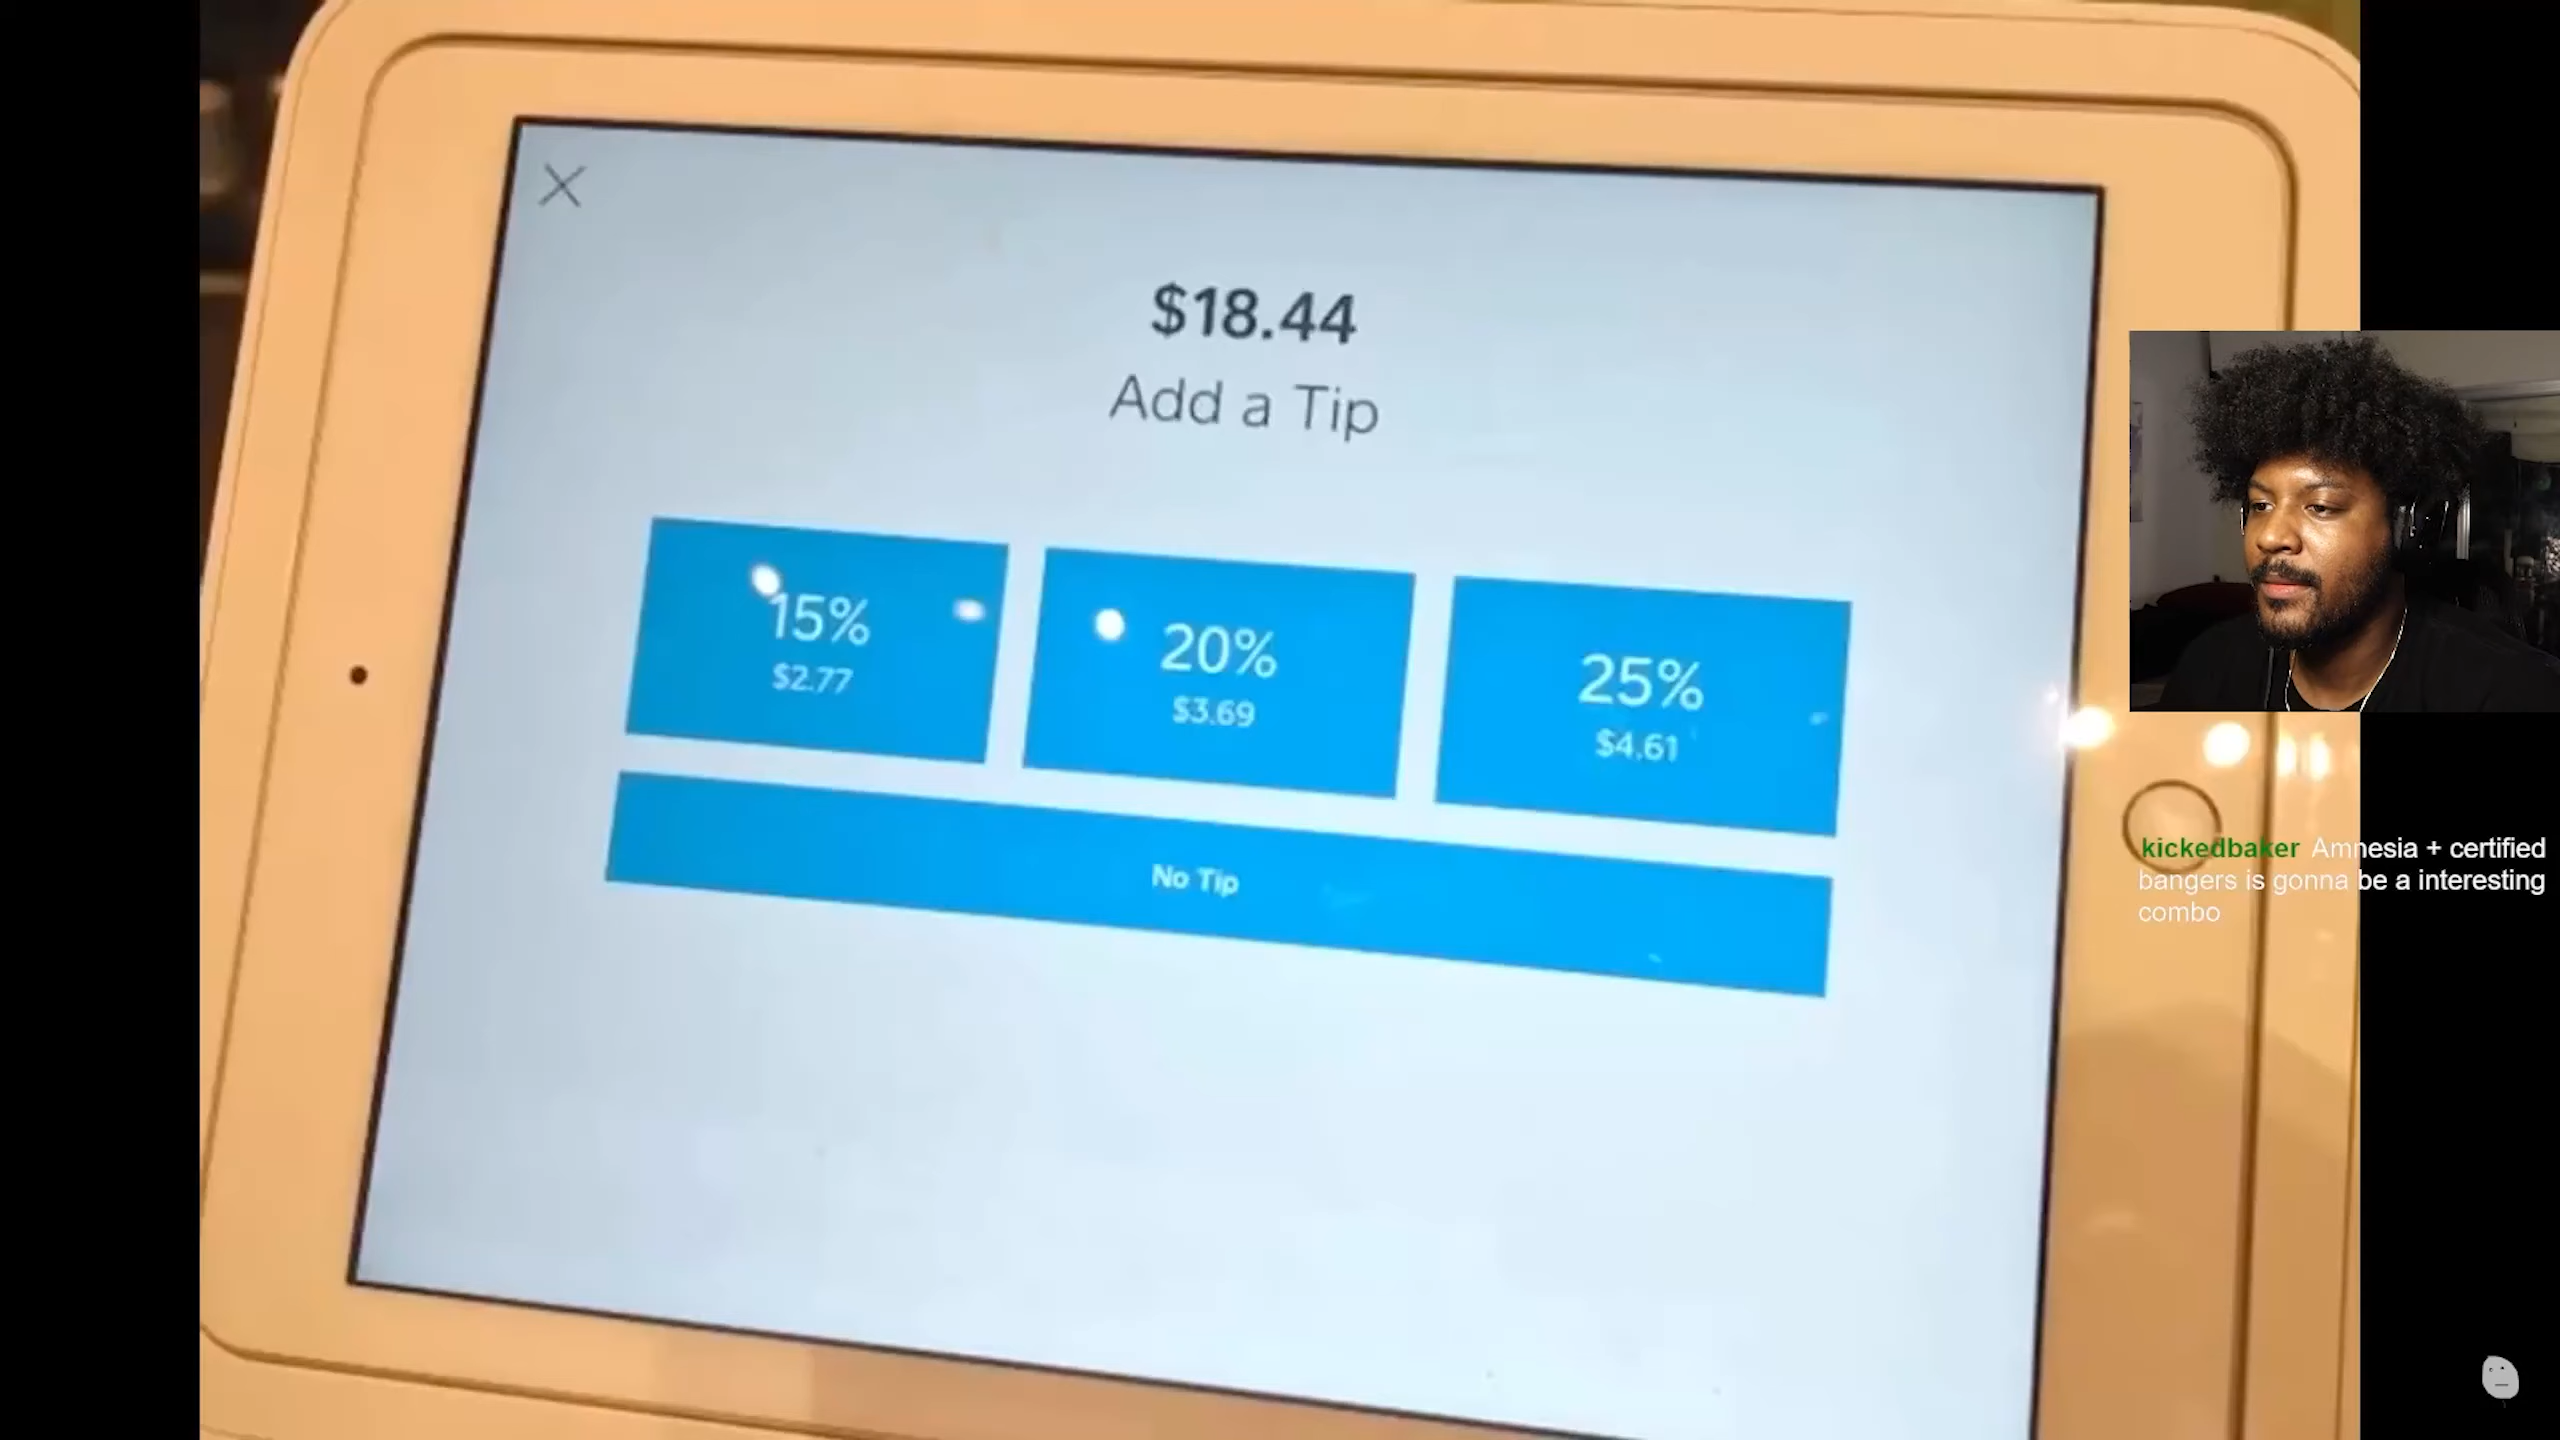 $18.44
Add a Tip
15%
$2.77
20%
$3.69
25%
$4.61
No Tip
kickedbaker Amnesia + certified
bangers is gonna be a interesting
combo